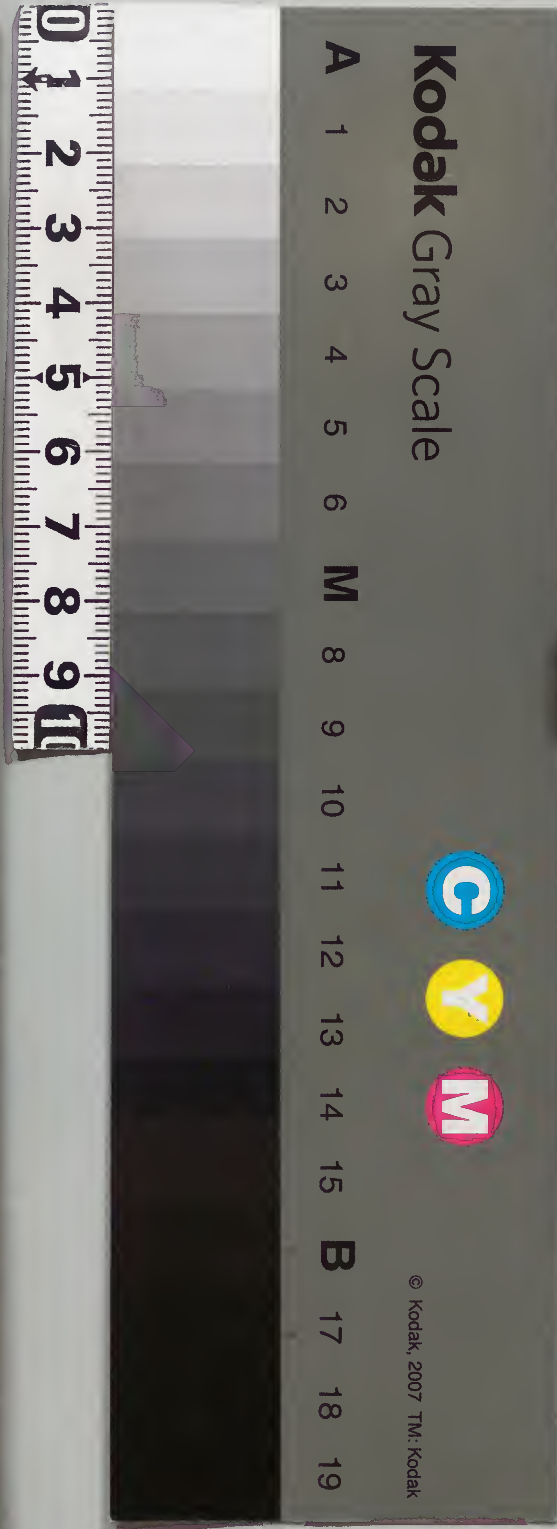 Kodak Gray Scale
C Y M
© Kodak, 2007 TM: Kodak
A 1 2 3 4 5 6 M 8 9 10 11 12 13 14 15 B 17 18 19
0 1 2 3 4 5 6 7 8 9 10